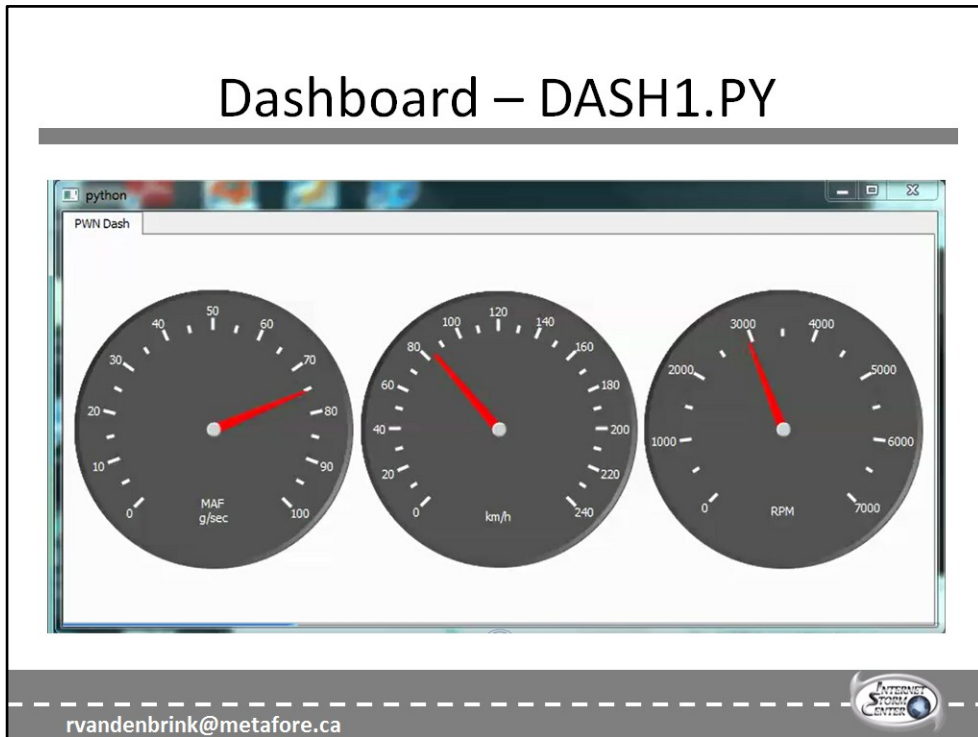 Dashboard – DASH1.PY
python
PWN Dash
0 10 20 30 40 50 60 70 80 90 100
MAF
g/sec
0 20 40 60 80 100 120 140 160 180 200 220 240
km/h
0 1000 2000 3000 4000 5000 6000 7000
RPM
INTERNET
STORM
CENTER
rvandenbrink@metafore.ca